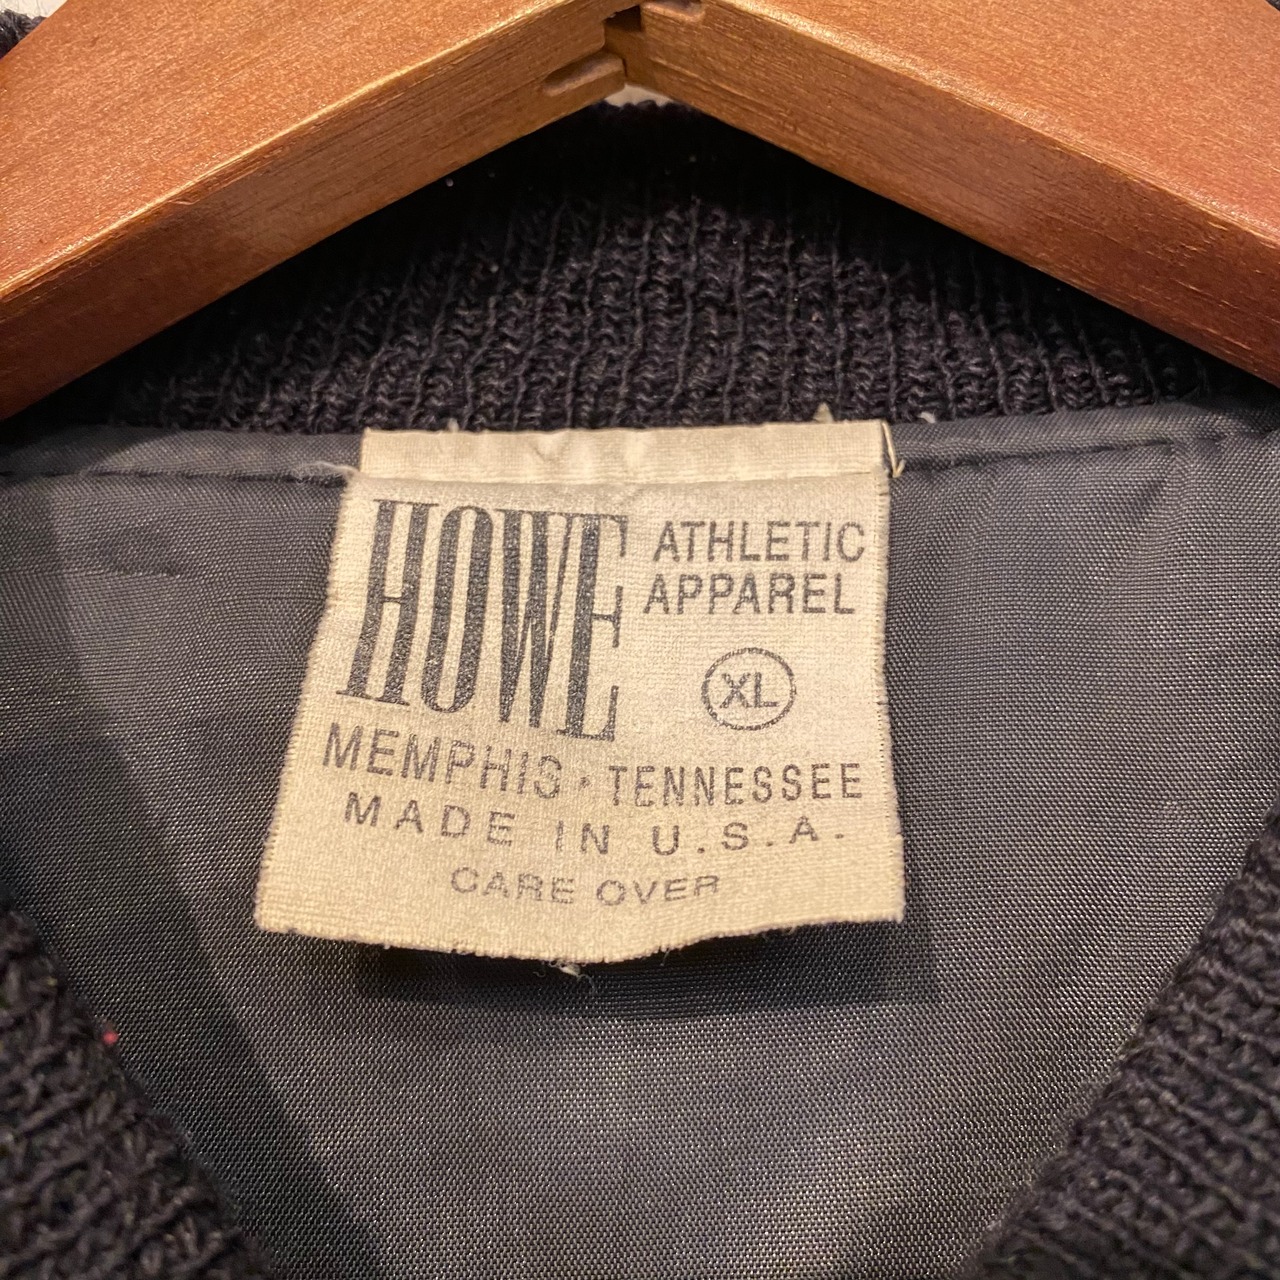 HOWE
ATHLETIC
APPAREL
XL
MEMPHIS · TENNESSEE
MADE IN U.S.A.
CARE OVER